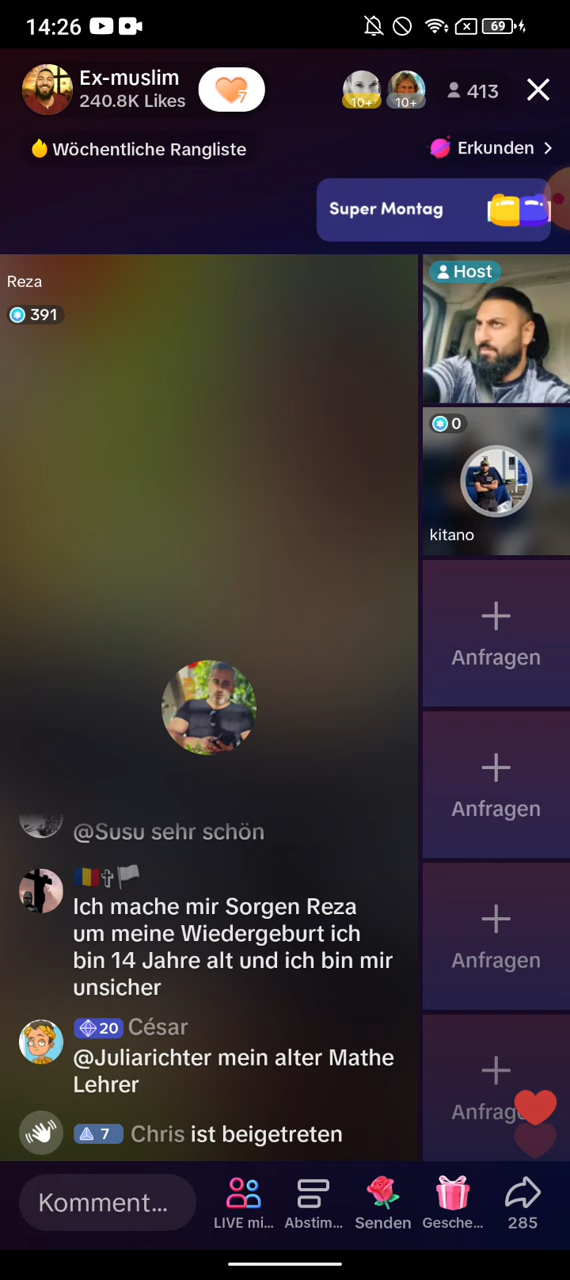 14:26
69
Ex-muslim
240.8K Likes
7
10+
10+
413
Wöchentliche Rangliste
Erkunden
Super Montag
Reza
391
Host
0
kitano
Anfragen
Anfragen
Anfragen
Anfrag
@Susu sehr schön
Ich mache mir Sorgen Reza
um meine Wiedergeburt ich
bin 14 Jahre alt und ich bin mir
unsicher
20 César
@Juliarichter mein alter Mathe
Lehrer
7 Chris ist beigetreten
Komment...
LIVE mi...
Abstim...
Senden
Gesche...
285